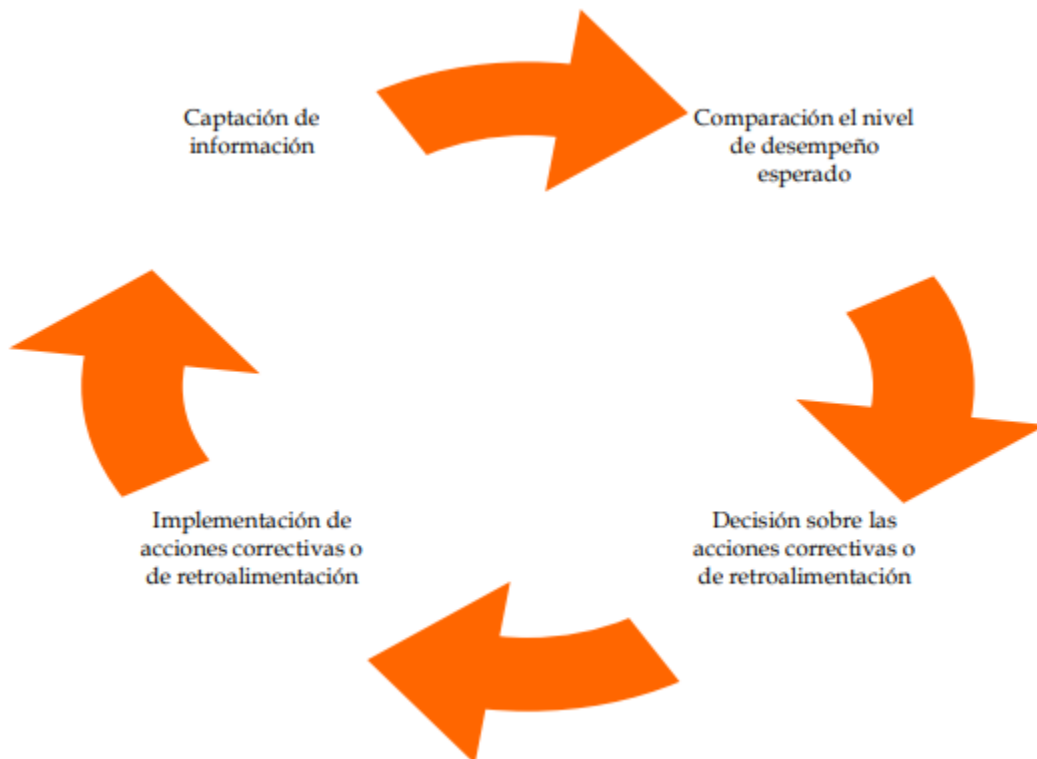 Captación de
información
Comparación el nivel
de desempeño
esperado
Decisión sobre las
acciones correctivas o
de retroalimentación
Implementación de
acciones correctivas o
de retroalimentación